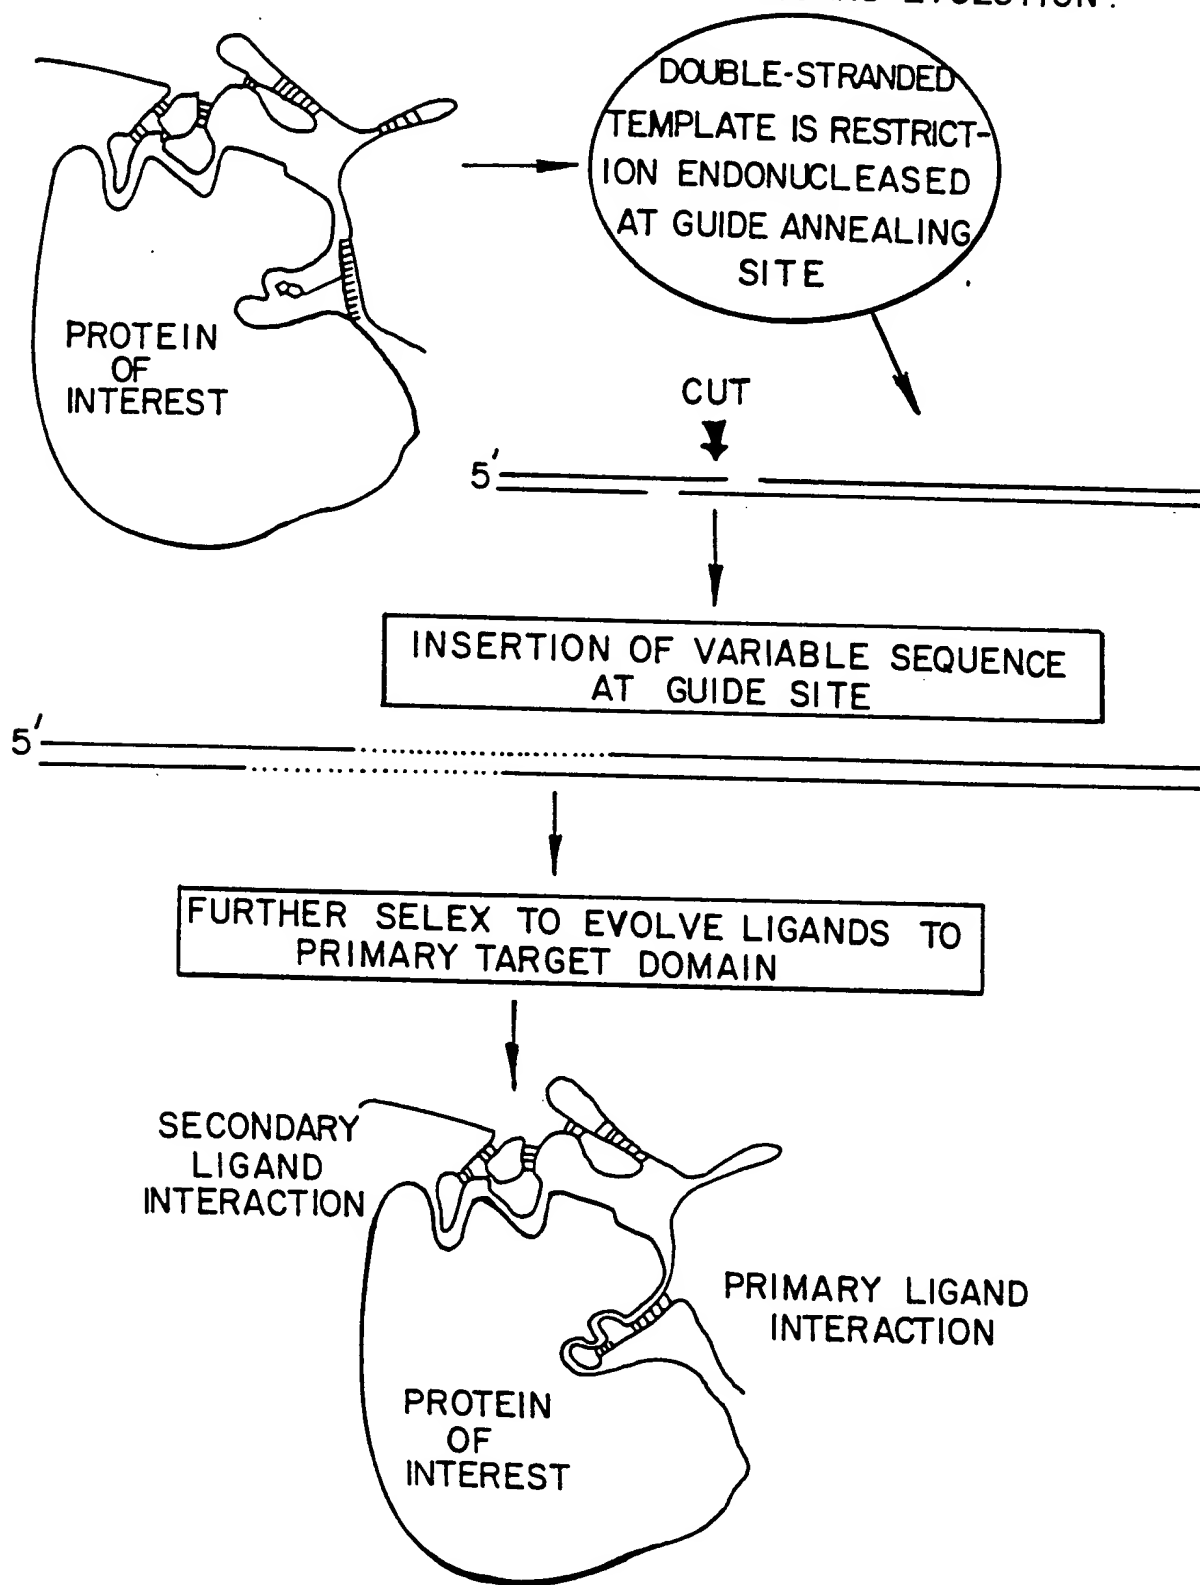 EVOLUTION.
DOUBLE-STRANDED
TEMPLATE IS RESTRICT-
ION ENDONUCLEASED
AT GUIDE ANNEALING
SITE
PROTEIN
OF
INTEREST
CUT
5'
INSERTION OF VARIABLE SEQUENCE
AT GUIDE SITE
5'
FURTHER SELEX TO EVOLVE LIGANDS TO
PRIMARY TARGET DOMAIN
SECONDARY
LIGAND
INTERACTION
PRIMARY LIGAND
INTERACTION
PROTEIN
OF
INTEREST